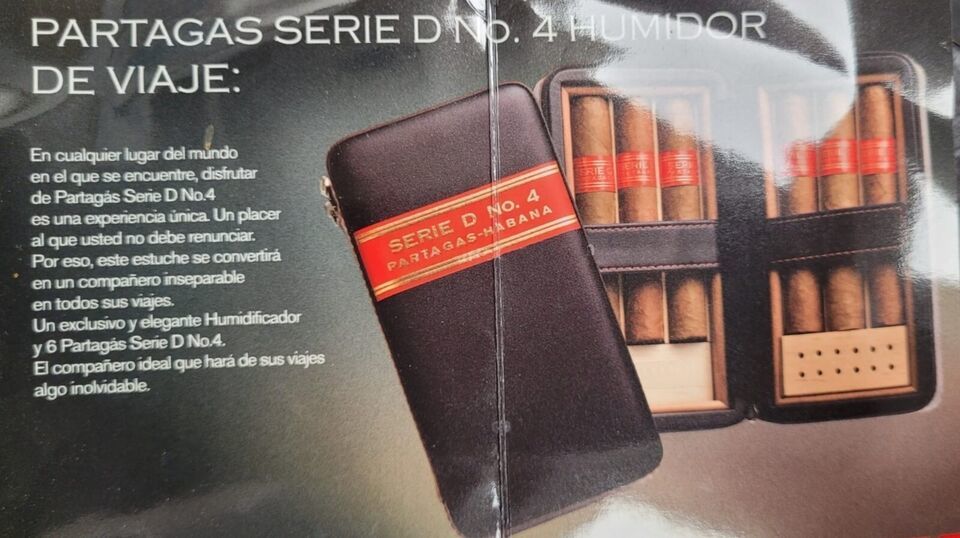 PARTAGAS SERIE D No. 4 HUMIDOR
DE VIAJE:
En cualquier lugar del mundo
en el que se encuentre, disfrutar
de Partagás Serie D No.4
es una experiencia única. Un placer
al que usted no debe renunciar.
Por eso, este estuche se convertirá
en un compañero inseparable
en todos sus viajes.
Un exclusivo y elegante Humidificador
y 6 Partagás Serie D No.4.
El compañero ideal que hará de sus viajes
algo inolvidable.
SERIE D No. 4
PARTAGAS-HABANA
SERIE
SERIE